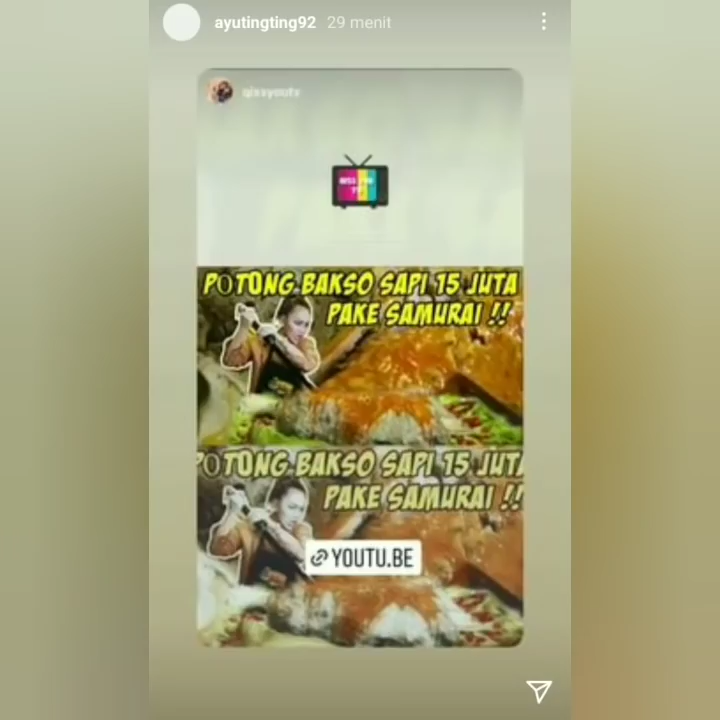 ayutingting92 29 menit
POTONG BAKSO SAPI 15 JUTA
PAKE SAMURAI !!
POTONG BAKSO SAPI 15 JUTA
PAKE SAMURAI !!
YOUTU.BE